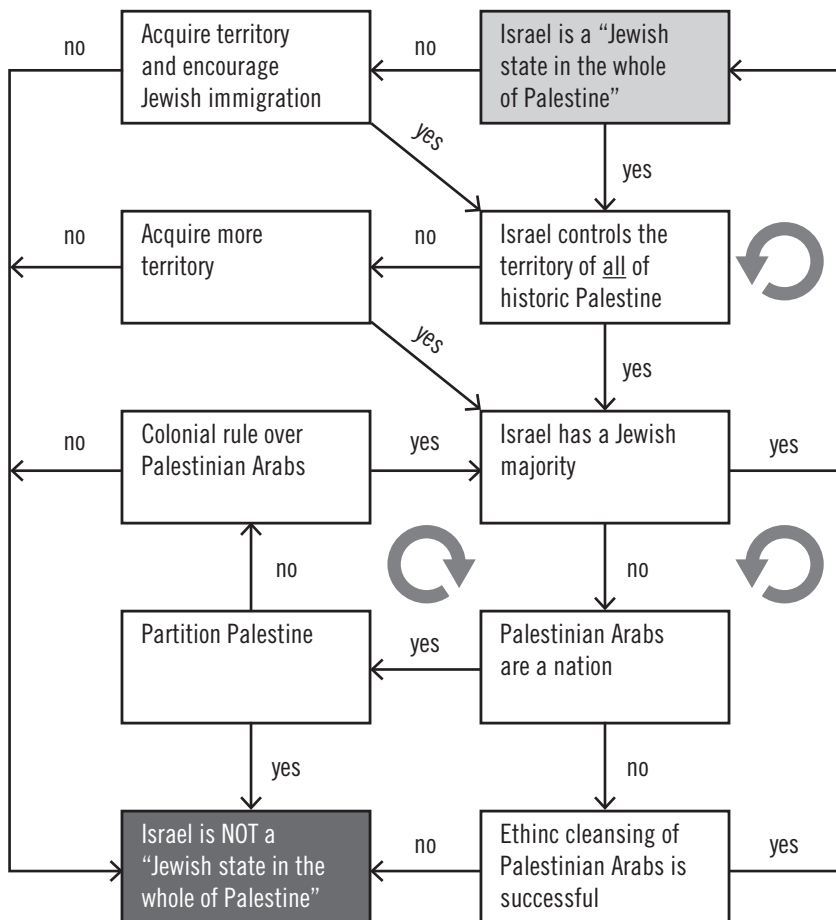 no
Acquire territory
and encourage
Jewish immigration
no
Israel is a “Jewish
state in the whole
of Palestine”
yes
yes
no
Acquire more
territory
no
Israel controls the
territory of all of
historic Palestine
yes
yes
no
Colonial rule over
Palestinian Arabs
yes
Israel has a Jewish
majority
yes
no
no
Partition Palestine
yes
Palestinian Arabs
are a nation
yes
no
Israel is NOT a
“Jewish state in the
whole of Palestine”
no
Ethinc cleansing of
Palestinian Arabs is
successful
yes